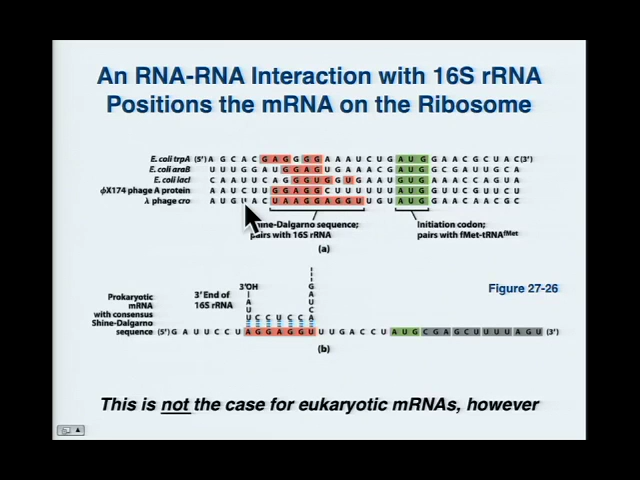 An RNA-RNA Interaction with 16S rRNA
Positions the mRNA on the Ribosome
E. coli trpA (5') A G C A C G A G G G G A A A U C U G A U G G A A C G C U A C (3')
E. coli araB U U U G G A U G G A G U G A A A C G A U G G C G A U U G C A
E. coli lacI C A A U U C A G G G U G G U G A A U G U G A A A C C A G U A
ϕX174 phage A protein A A U C U U G G A G G C U U U U U U A U G G U U C G U U C U
λ phage cro A U G U A C U A A G G A G G U U G U A U G G A A C A A C G C
Shine-Dalgarno sequence;
pairs with 16S rRNA
Initiation codon;
pairs with fMet-tRNAfMet
(a)
Figure 27-26
Prokaryotic
mRNA
with consensus
Shine-Dalgarno
sequence
3' End of
16S rRNA
3'OH
A
U
U C C U C C A
G
A
U
C
(5') G A U U C C U A G G A G G U U U G A C C U A U G C G A G C U U U U A G U (3')
(b)
This is not the case for eukaryotic mRNAs, however